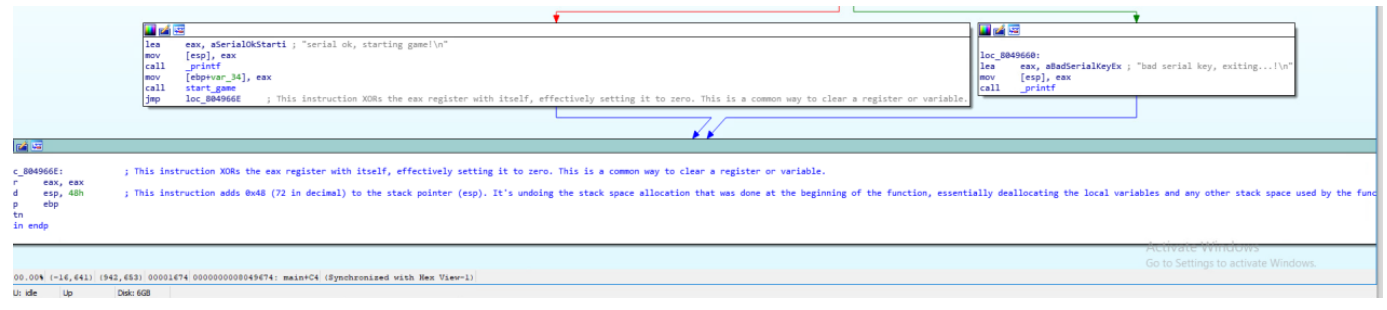 lea eax, aSerialOkStarti ; "serial ok, starting game!\n"
mov [esp], eax
call _printf
mov [ebp+var_34], eax
call start_game
jmp loc_804966E ; This instruction XORs the eax register with itself, effectively setting it to zero. This is a common way to clear a register or variable.
loc_8049660:
lea eax, aBadSerialKeyEx ; "bad serial key, exiting...!\n"
mov [esp], eax
call _printf
c_804966E: ; This instruction XORs the eax register with itself, effectively setting it to zero. This is a common way to clear a register or variable.
r eax, eax
d esp, 48h ; This instruction adds 0x48 (72 in decimal) to the stack pointer (esp). It's undoing the stack space allocation that was done at the beginning of the function, essentially deallocating the local variables and any other stack space used by the func
p ebp
tn
in endp
Activate Windows
Go to Settings to activate Windows.
00.00% (-16,641) (942,653) 00001674 0000000008049674: main+C4 (Synchronized with Hex View-1)
U: idle Up Disk: 6GB